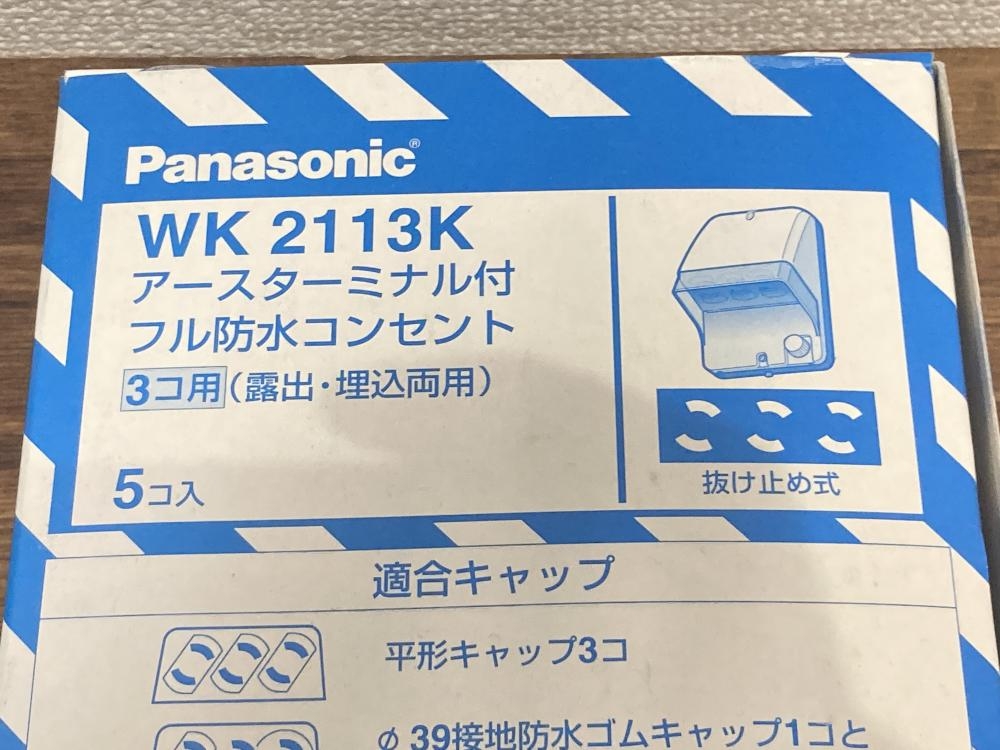 Panasonic®
WK 2113K
アースターミナル付
フル防水コンセント
3コ用(露出・埋込両用)
5コ入
抜け止め式
適合キャップ
平形キャップ3コ
φ39接地防水ゴムキャップ1コと